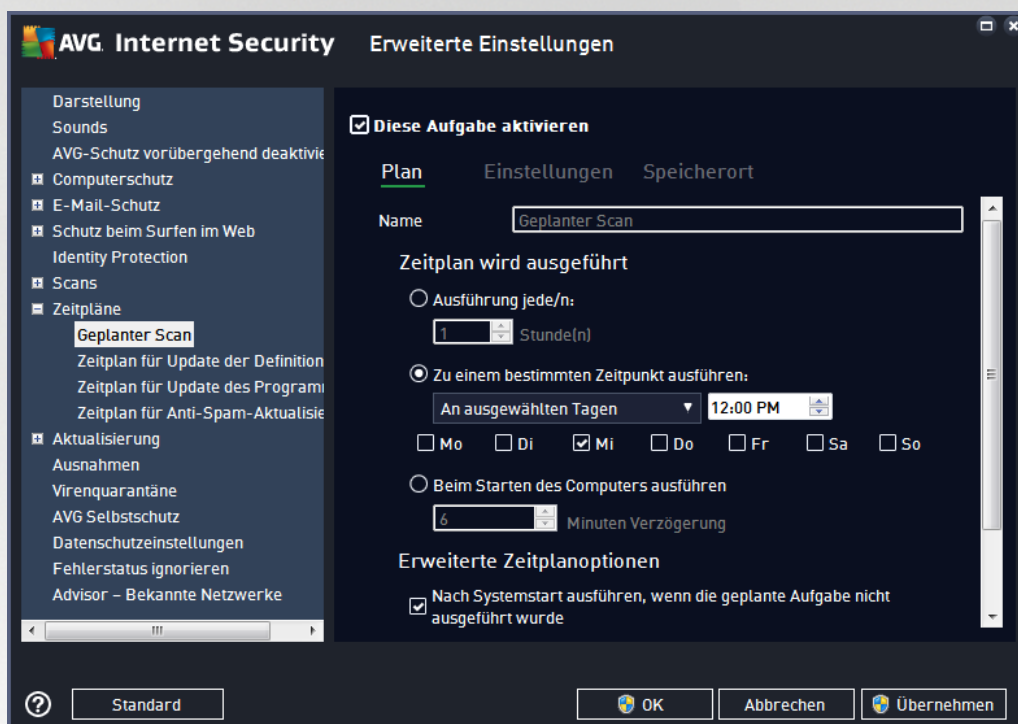 AVG. Internet Security
Erweiterte Einstellungen
Darstellung
Sounds
AVG-Schutz vorübergehend deaktivie
Computerschutz
E-Mail-Schutz
Schutz beim Surfen im Web
Identity Protection
Scans
Zeitpläne
Geplanter Scan
Zeitplan für Update der Definition
Zeitplan für Update des Program
Zeitplan für Anti-Spam-Aktualisie
Aktualisierung
Ausnahmen
Virenquarantäne
AVG Selbstschutz
Datenschutzeinstellungen
Fehlerstatus ignorieren
Advisor – Bekannte Netzwerke
Diese Aufgabe aktivieren
Plan Einstellungen Speicherort
Name Geplanter Scan
Zeitplan wird ausgeführt
Ausführung jede/n:
1 Stunde(n)
Zu einem bestimmten Zeitpunkt ausführen:
An ausgewählten Tagen 12:00 PM
Mo Di Mi Do Fr Sa So
Beim Starten des Computers ausführen
6 Minuten Verzögerung
Erweiterte Zeitplanoptionen
Nach Systemstart ausführen, wenn die geplante Aufgabe nicht
ausgeführt wurde
? Standard OK Abbrechen Übernehmen